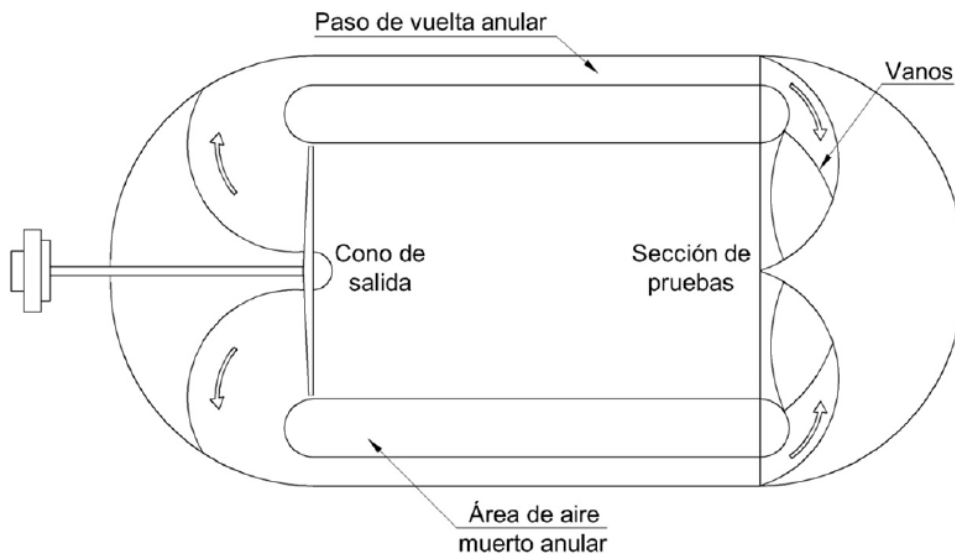 Paso de vuelta anular
Vanos
Cono de
salida
Sección de
pruebas
Área de aire
muerto anular